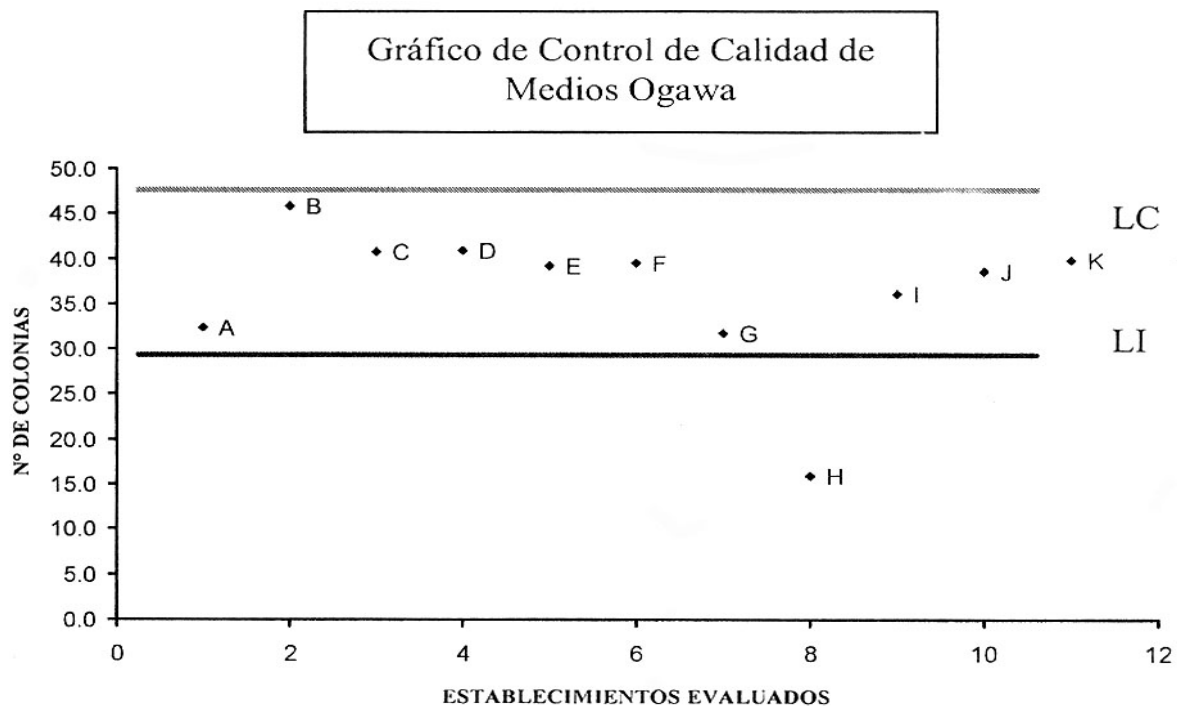 Gráfico de Control de Calidad de
Medios Ogawa
50.0
45.0
40.0
35.0
30.0
25.0
20.0
15.0
10.0
5.0
0.0
Nº DE COLONIAS
A
B
C
D
E
F
G
H
I
J
K
LC
LI
0 2 4 6 8 10 12
ESTABLECIMIENTOS EVALUADOS